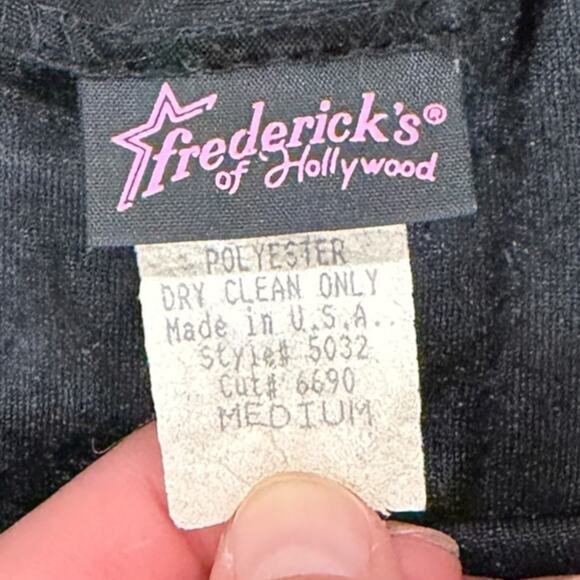 frederick's®
of Hollywood
POLYESTER
DRY CLEAN ONLY
Made in U.S.A..
Style# 5032
Cut# 6690
MEDIUM